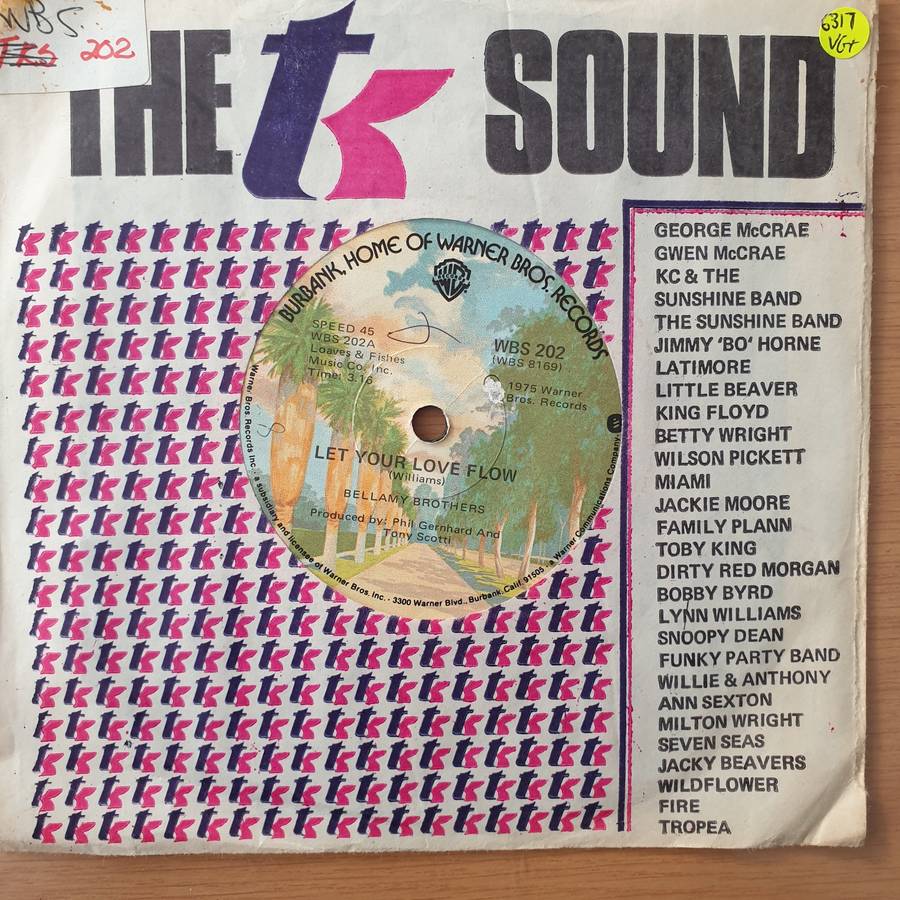 WBS.
TKS 202
6317
VG+
THE tk SOUND
GEORGE McCRAE
GWEN McCRAE
KC & THE
SUNSHINE BAND
THE SUNSHINE BAND
JIMMY ‘BO‘ HORNE
LATIMORE
LITTLE BEAVER
KING FLOYD
BETTY WRIGHT
WILSON PICKETT
MIAMI
JACKIE MOORE
FAMILY PLANN
TOBY KING
DIRTY RED MORGAN
BOBBY BYRD
LYNN WILLIAMS
SNOOPY DEAN
FUNKY PARTY BAND
WILLIE & ANTHONY
ANN SEXTON
MILTON WRIGHT
SEVEN SEAS
JACKY BEAVERS
WILDFLOWER
FIRE
TROPEA
BURBANK, HOME OF WARNER BROS. RECORDS
SPEED 45
WBS 202A
Loaves & Fishes
Music Co. Inc.
Time: 3.16
WBS 202
(WBS 8169)
1975 Warner
Bros. Records
LET YOUR LOVE FLOW
(Williams)
BELLAMY BROTHERS
Produced by: Phil Gernhard And
Tony Scotti
Warner Bros. Records Inc., a subsidiary and licensee of Warner Bros. Inc. - 3300 Warner Blvd., Burbank, Calif. 91505 - a Warner Communications Company